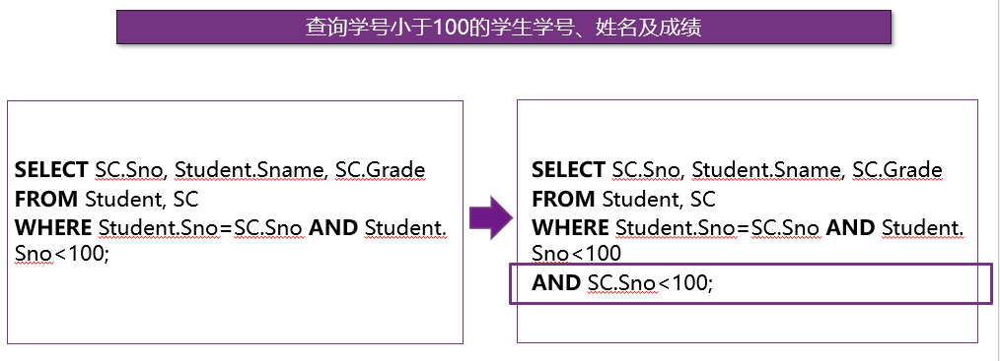 查询学号小于100的学生学号、姓名及成绩
SELECT SC.Sno, Student.Sname, SC.Grade
FROM Student, SC
WHERE Student.Sno=SC.Sno AND Student.
Sno<100;
SELECT SC.Sno, Student.Sname, SC.Grade
FROM Student, SC
WHERE Student.Sno=SC.Sno AND Student.
Sno<100
AND SC.Sno<100;